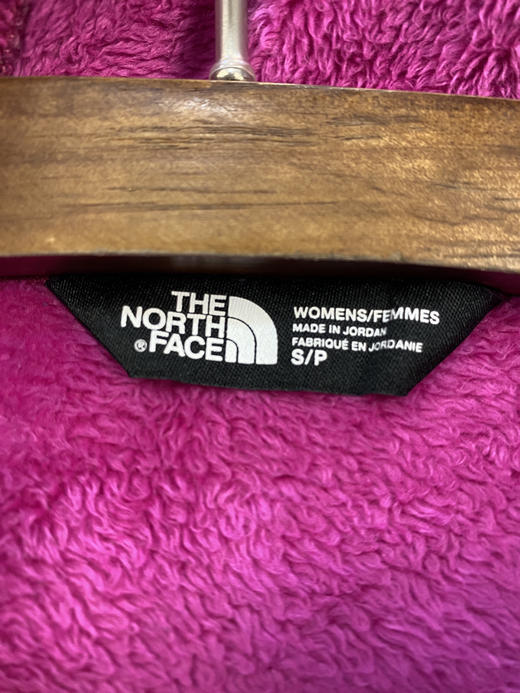 THE
NORTH
®FACE
WOMENS/FEMMES
MADE IN JORDAN
FABRIQUÉ EN JORDANIE
S/P